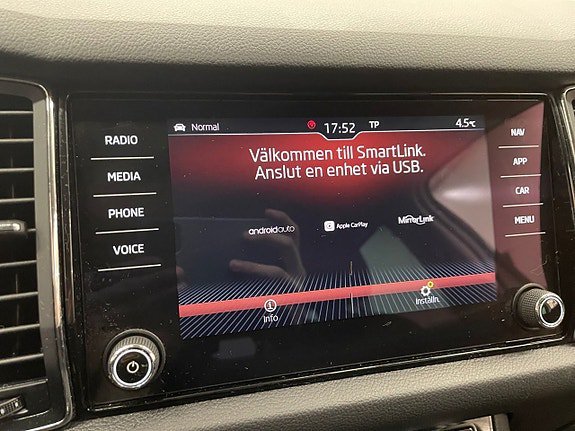 Normal
17:52
TP
4.5°C
RADIO
MEDIA
PHONE
VOICE
Välkommen till SmartLink.
Anslut en enhet via USB.
androidauto
Apple CarPlay
MirrorLink
Info
Inställn.
NAV
APP
CAR
MENU